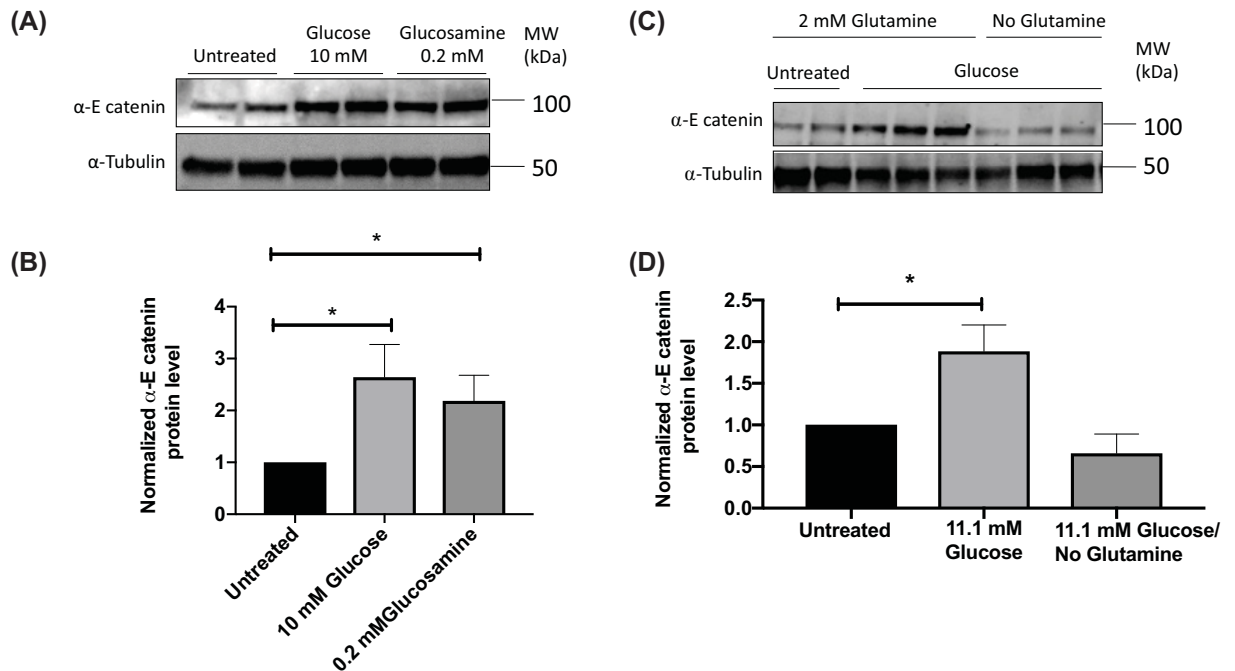 (A)
Untreated
Glucose
10 mM
Glucosamine
0.2 mM
MW
(kDa)
α-E catenin
100
α-Tubulin
50
(B)
*
*
Normalized α-E catenin
protein level
4
3
2
1
0
Untreated
10 mM Glucose
0.2 mMGlucosamine
(C)
2 mM Glutamine
No Glutamine
MW
(kDa)
Untreated
Glucose
α-E catenin
100
α-Tubulin
50
(D)
*
Normalized α-E catenin
protein level
2.5
2.0
1.5
1.0
0.5
0.0
Untreated
11.1 mM
Glucose
11.1 mM Glucose/
No Glutamine